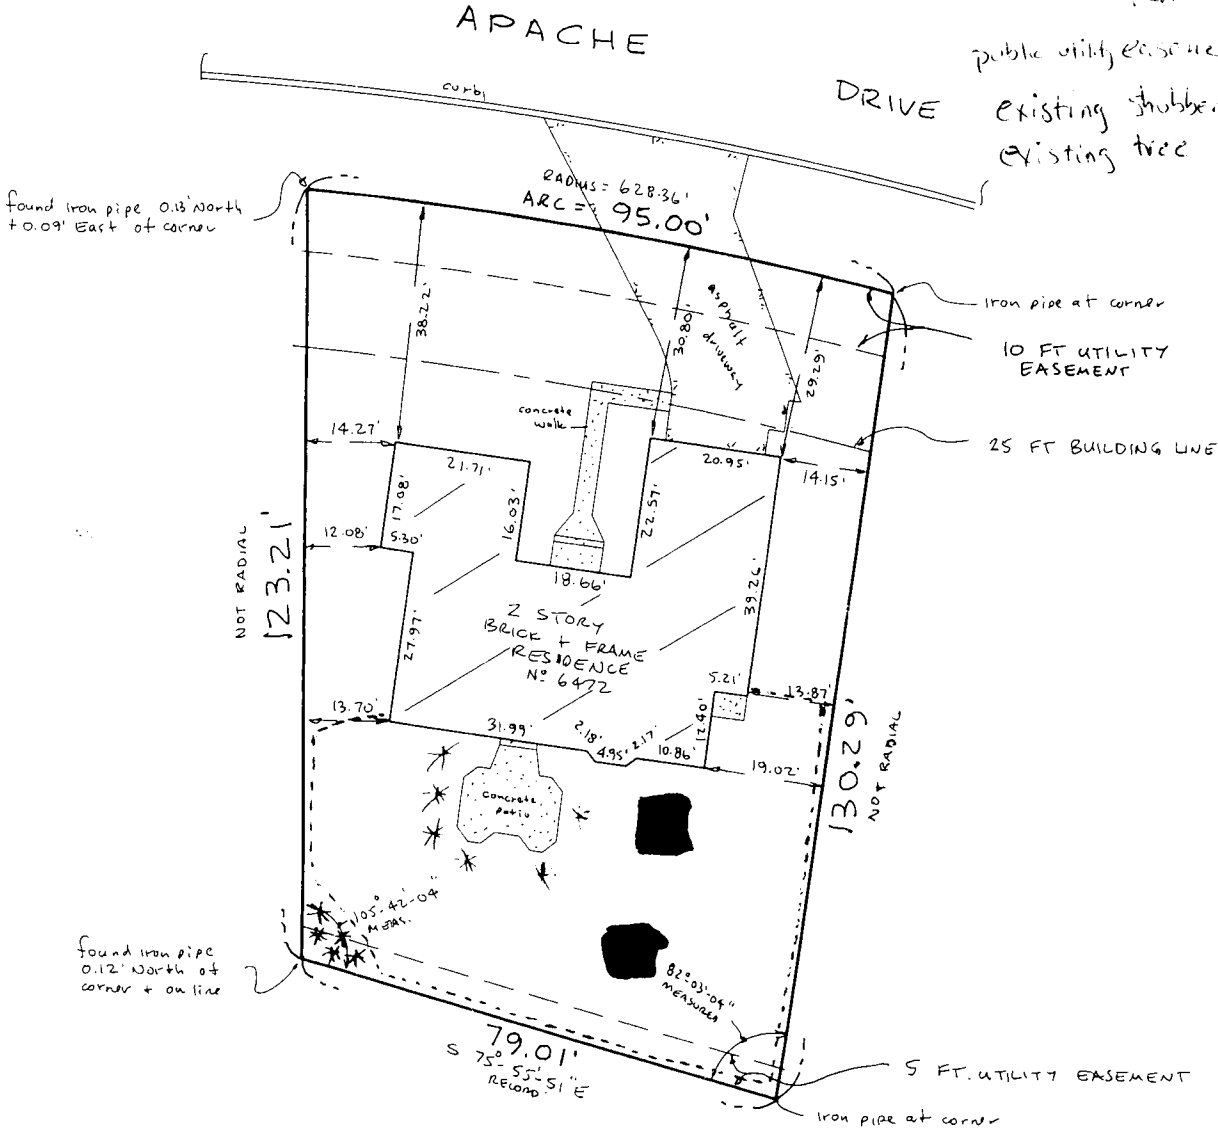 APACHE
DRIVE
public utility
existing
existing tree
curb
RADIUS = 628.36'
ARC = 95.00'
found iron pipe 0.13' North
+ 0.09' East of corner
iron pipe at corner
10 FT UTILITY
EASEMENT
25 FT BUILDING LINE
38.22'
30.80'
asphalt
driveway
29.29'
concrete
walk
14.27'
21.71'
20.95'
14.15'
17.08'
16.03'
22.57'
12.08'
5.30'
18.66'
NOT RADIAL
123.21'
27.97'
39.26'
2 STORY
BRICK + FRAME
RESIDENCE
Nº 6472
5.21'
13.87'
13.70'
31.99'
2.18'
4.95'
2.17'
10.86'
12.40'
19.02'
130.29'
NOT RADIAL
concrete
patio
105°-42'-04"
MEAS.
found iron pipe
0.12' North of
corner + on line
82°-03'-04"
MEASURED
79.01'
S 75°-55'-51" E
RECORD
5 FT. UTILITY EASEMENT
iron pipe at corner